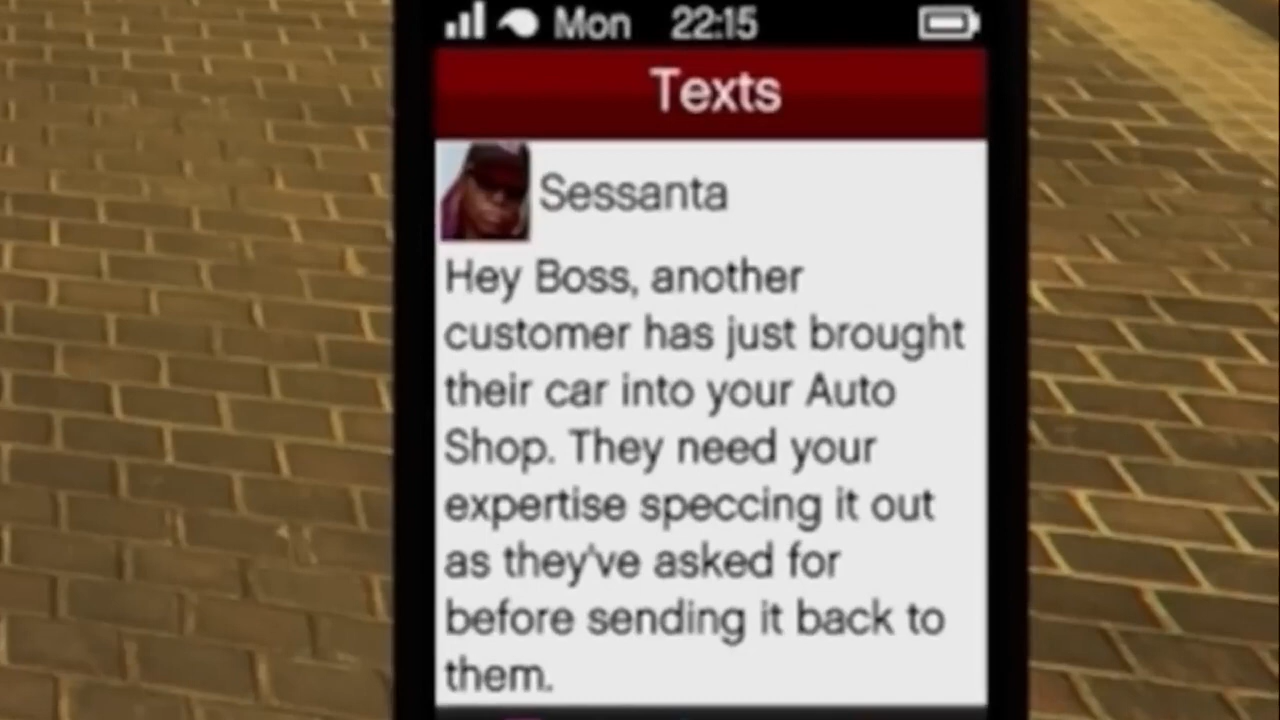 Mon 22:15
Texts
Sessanta
Hey Boss, another
customer has just brought
their car into your Auto
Shop. They need your
expertise speccing it out
as they've asked for
before sending it back to
them.